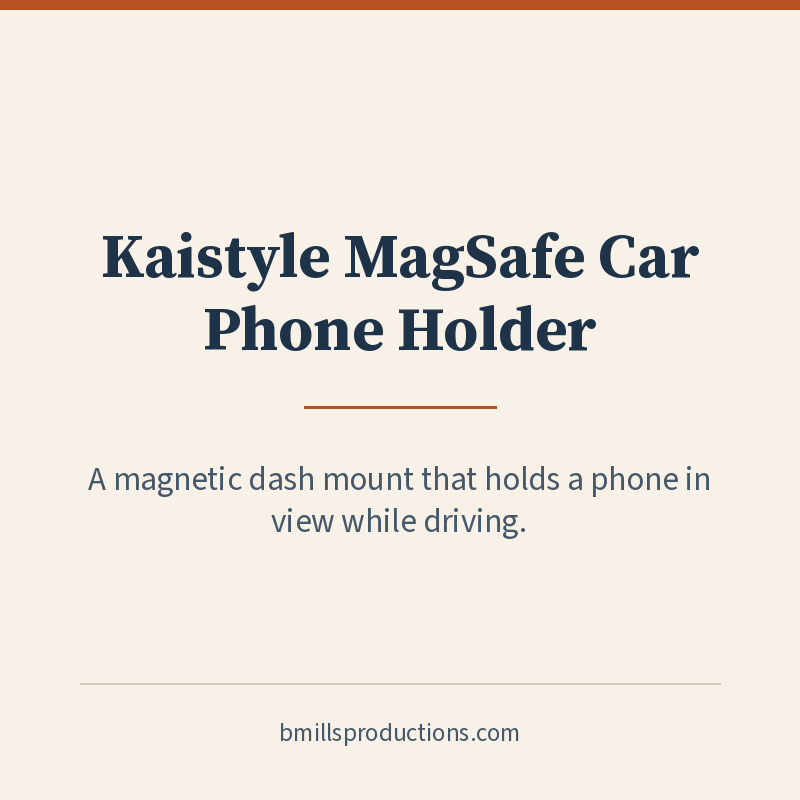 Kaistyle MagSafe Car
Phone Holder
A magnetic dash mount that holds a phone in
view while driving.
bmillsproductions.com